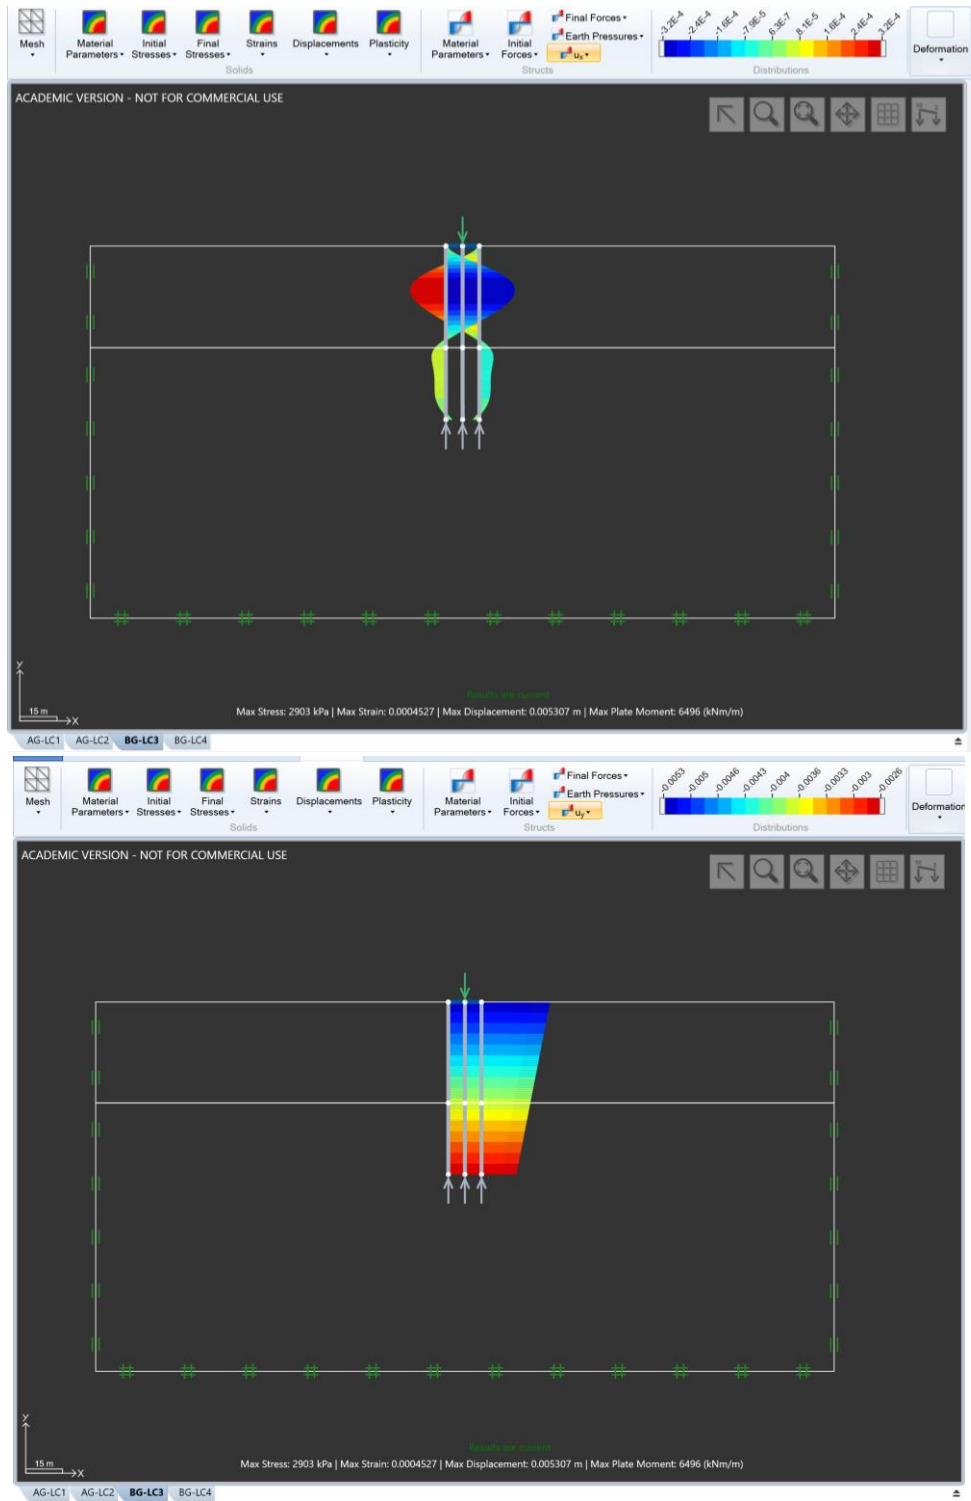 Mesh
Material Parameters
Initial Stresses
Final Stresses
Strains
Displacements
Plasticity
Solids
Material Parameters
Initial Forces
Final Forces
Earth Pressures
ux
Structs
-3.2E-4 -2.4E-4 -1.6E-4 -7.9E-5 6.3E-7 8.1E-5 1.6E-4 2.4E-4 3.2E-4
Distributions
Deformation
ACADEMIC VERSION - NOT FOR COMMERCIAL USE
Y
15 m
X
Results are current
Max Stress: 2903 kPa | Max Strain: 0.0004527 | Max Displacement: 0.005307 m | Max Plate Moment: 6496 (kNm/m)
AG-LC1 AG-LC2 BG-LC3 BG-LC4
Mesh
Material Parameters
Initial Stresses
Final Stresses
Strains
Displacements
Plasticity
Solids
Material Parameters
Initial Forces
Final Forces
Earth Pressures
uy
Structs
-0.0053 -0.005 -0.0046 -0.0043 -0.004 -0.0036 -0.0033 -0.003 -0.0026
Distributions
Deformation
ACADEMIC VERSION - NOT FOR COMMERCIAL USE
Y
15 m
X
Results are current
Max Stress: 2903 kPa | Max Strain: 0.0004527 | Max Displacement: 0.005307 m | Max Plate Moment: 6496 (kNm/m)
AG-LC1 AG-LC2 BG-LC3 BG-LC4